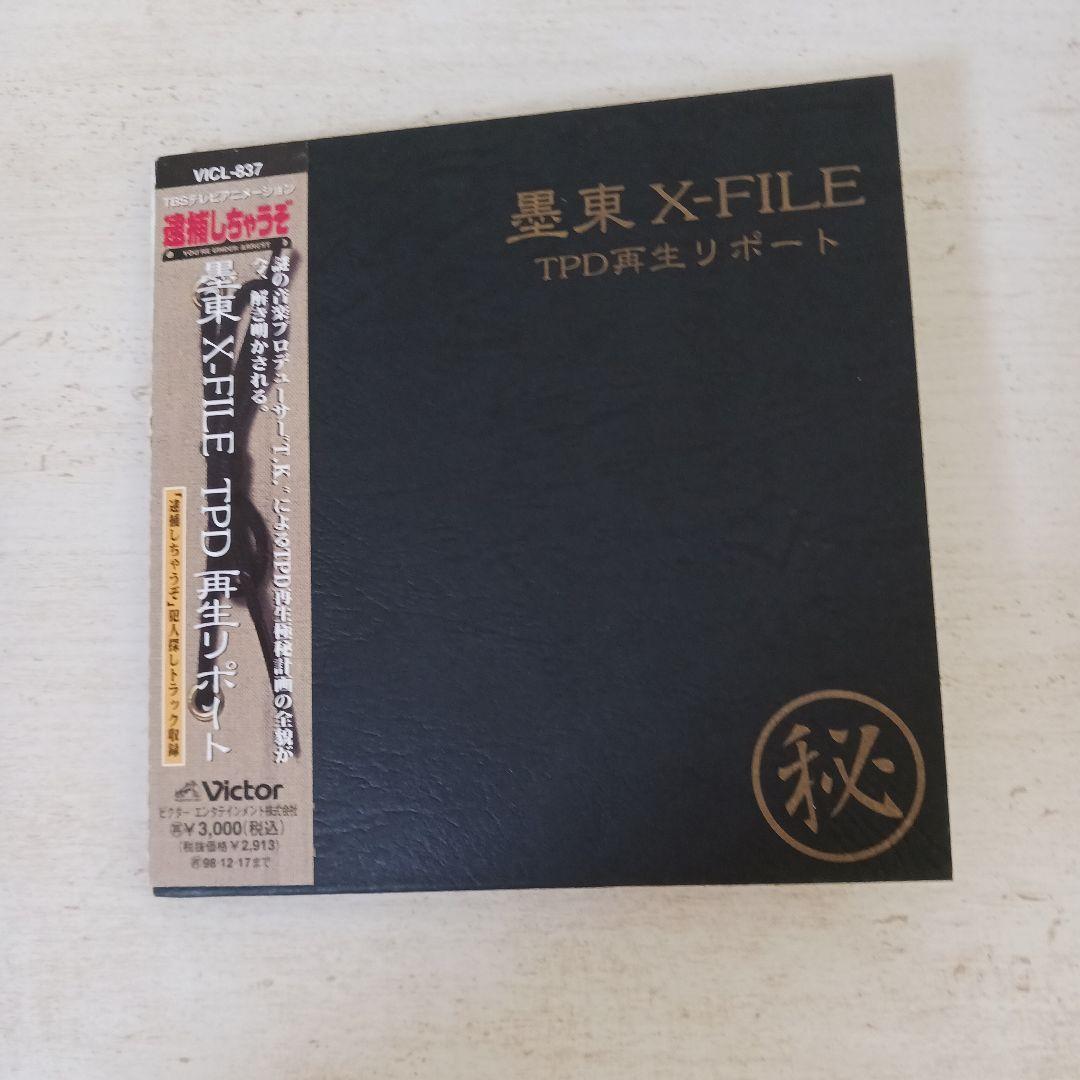 VICL-837
TBSテレビアニメーション
逮捕しちゃうぞ
YOU'RE UNDER ARREST
墨東 X-FILE TPD 再生リポート
謎の音楽プロデューサー"T.K."によるTPD再生極秘計画の全貌が
今、解き明かされる。
「逮捕しちゃうぞ」犯人探しトラック収録
Victor
ビクター エンタテインメント株式会社
再¥3,000(税込)
(税抜価格¥2,913)
再98・12・17まで
墨東 X-FILE
TPD再生リポート
秘